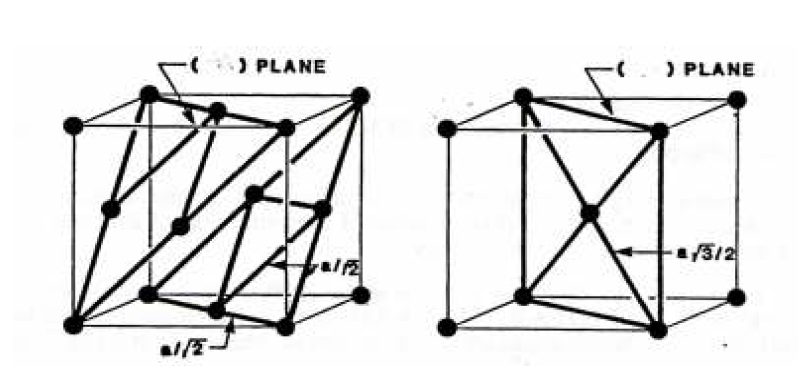 ( ) PLANE
( ) PLANE
a/√2
a√3/2
a/√2